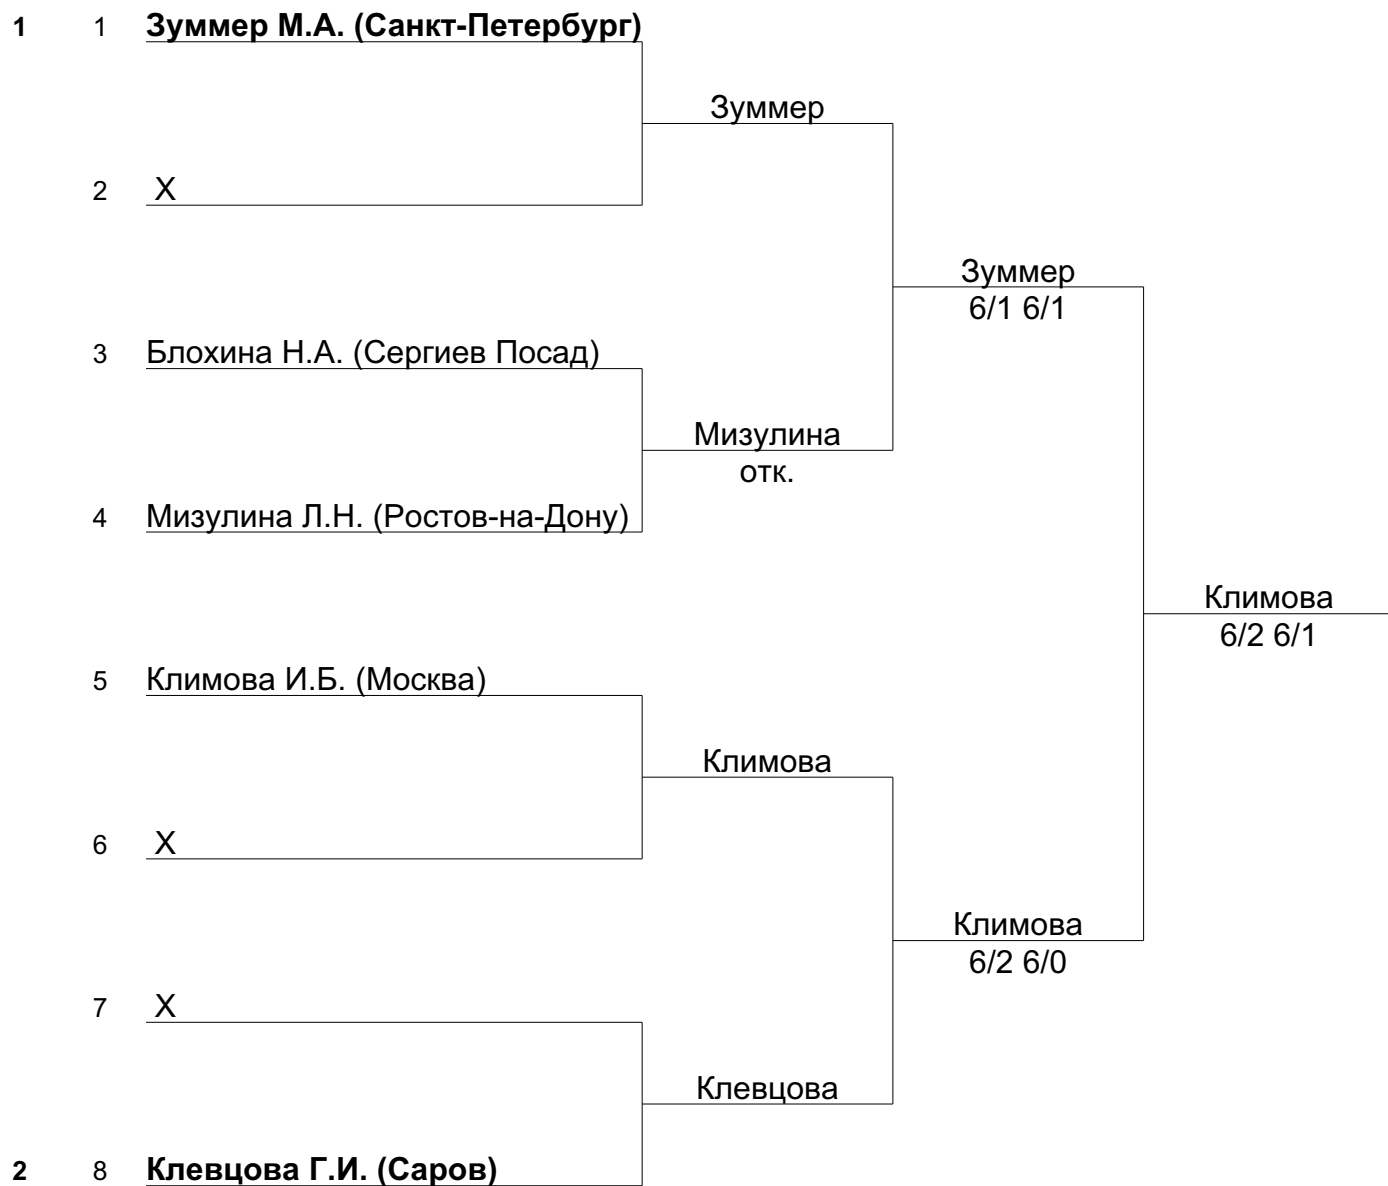 1 1 Зуммер М.А. (Санкт-Петербург)
Зуммер
2 X
Зуммер
6/1 6/1
3 Блохина Н.А. (Сергиев Посад)
Мизулина
отк.
4 Мизулина Л.Н. (Ростов-на-Дону)
Климова
6/2 6/1
5 Климова И.Б. (Москва)
Климова
6 X
Климова
6/2 6/0
7 X
Клевцова
2 8 Клевцова Г.И. (Саров)